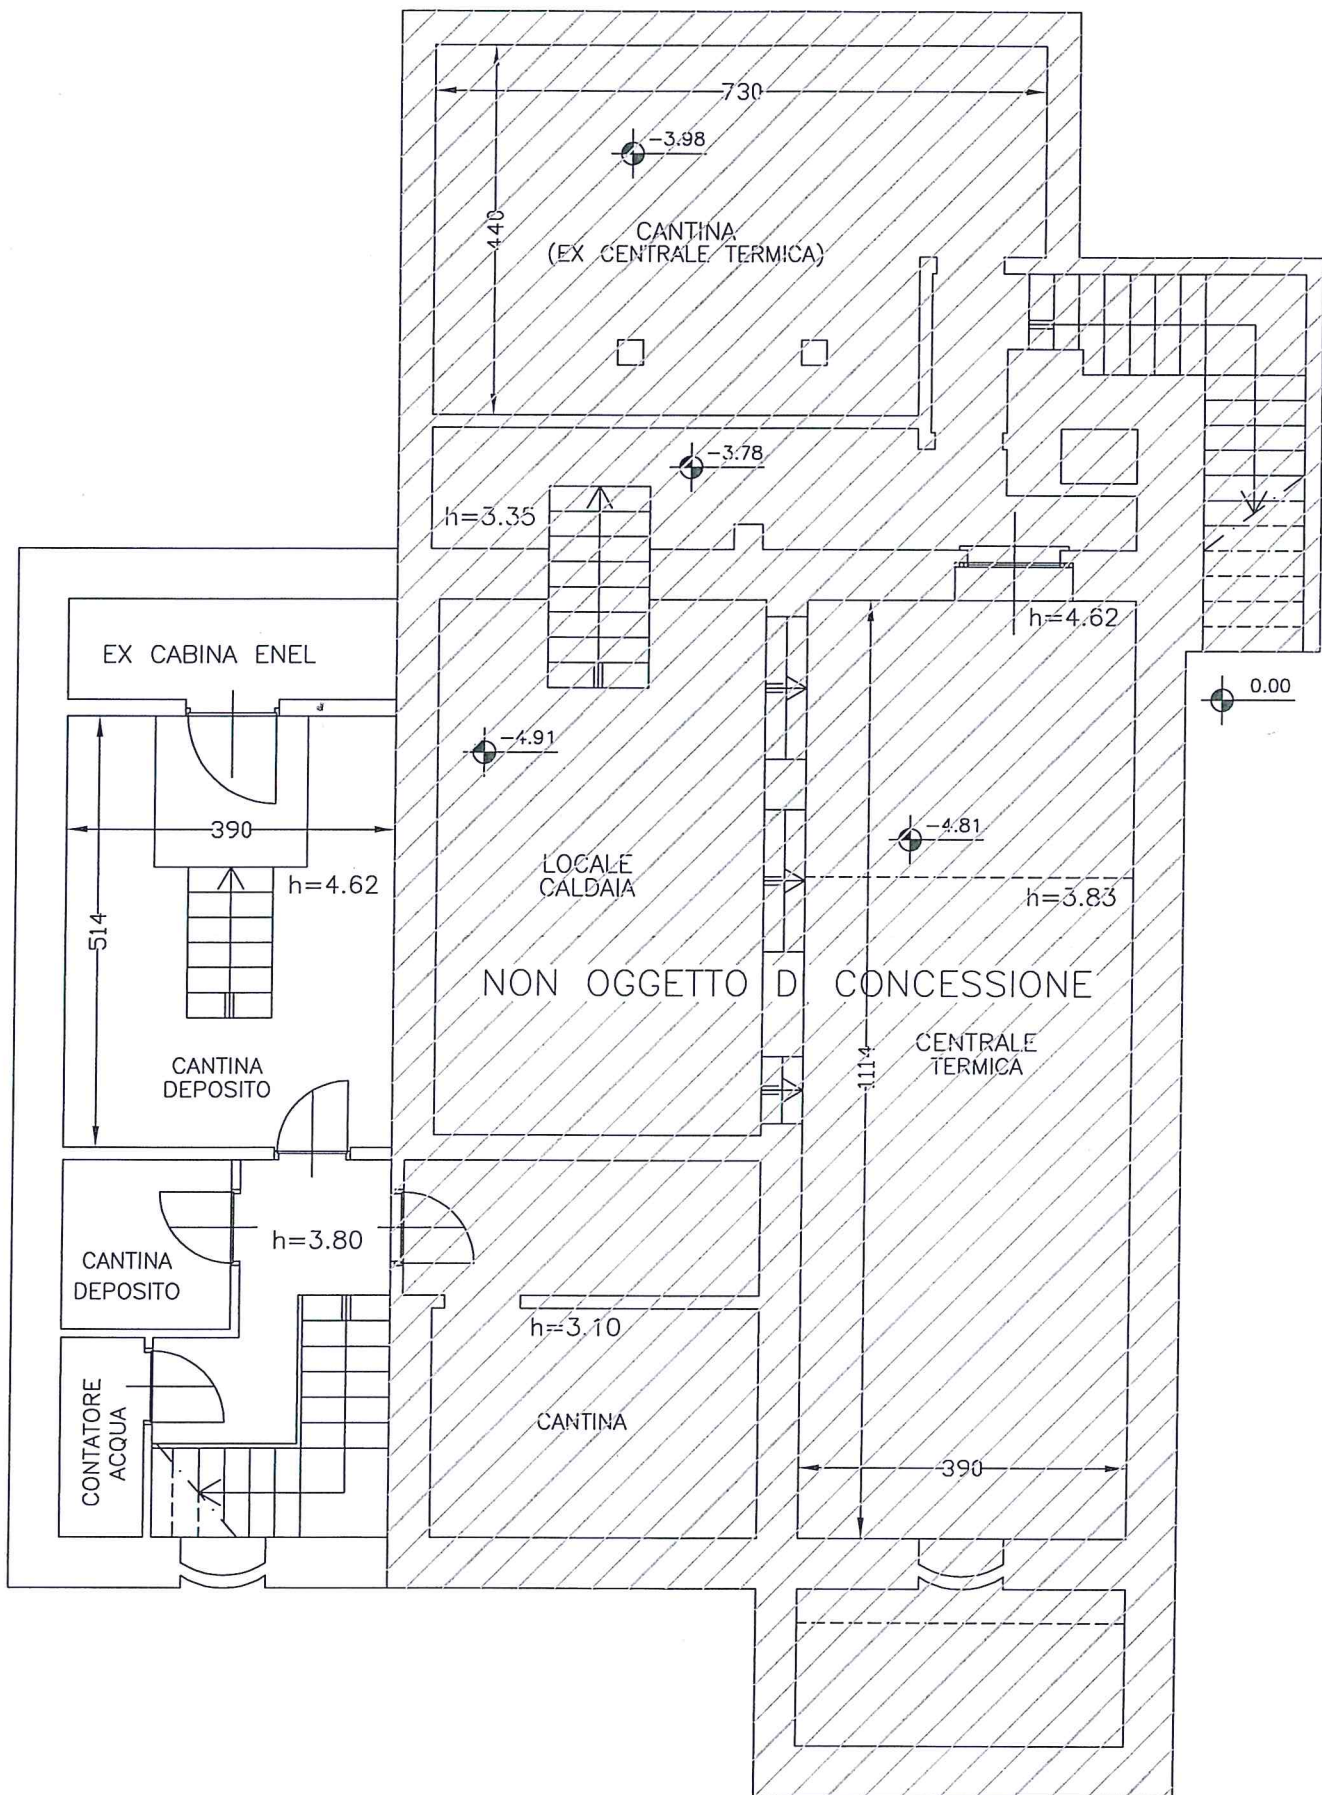 730
-3.98
440
CANTINA
(EX CENTRALE TERMICA)
-3.78
h=3.35
h=4.62
EX CABINA ENEL
0.00
-4.91
390
-4.81
LOCALE
CALDAIA
h=4.62
h=3.83
514
NON OGGETTO DI CONCESSIONE
CENTRALE
TERMICA
1114
CANTINA
DEPOSITO
h=3.80
CANTINA
DEPOSITO
h=3.10
CONTATORE
ACQUA
CANTINA
390